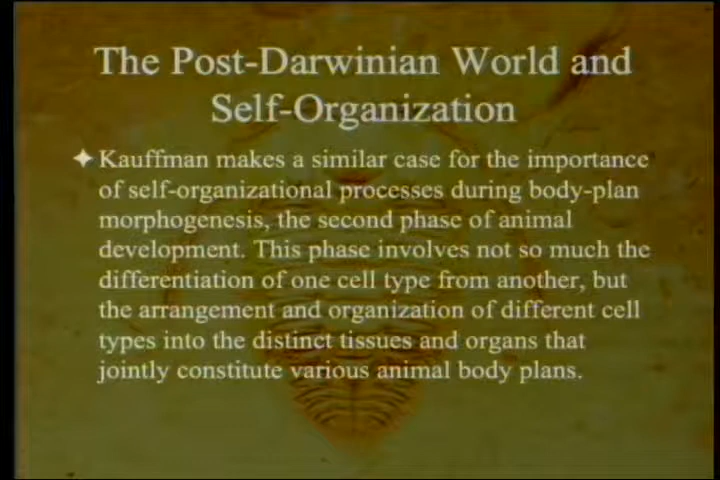 The Post-Darwinian World and
Self-Organization
Kauffman makes a similar case for the importance
of self-organizational processes during body-plan
morphogenesis, the second phase of animal
development. This phase involves not so much the
differentiation of one cell type from another, but
the arrangement and organization of different cell
types into the distinct tissues and organs that
jointly constitute various animal body plans.